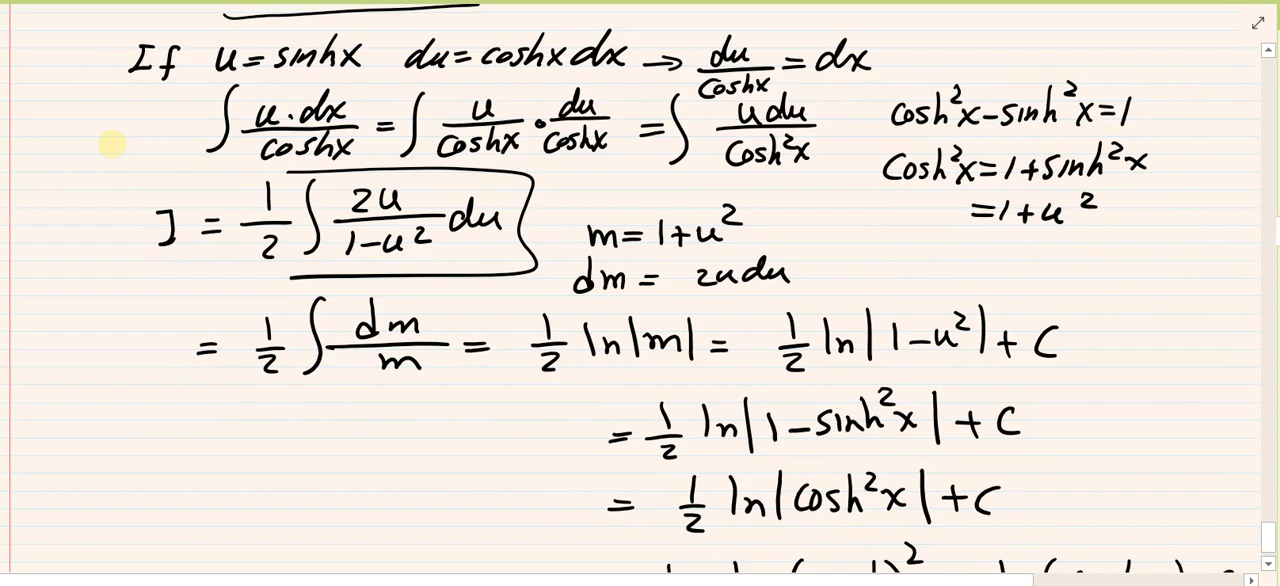 If u = sinhx du = coshx dx → du/coshx = dx
∫ u·dx/coshx = ∫ u/coshx · du/coshx = ∫ u du/cosh²x
cosh²x − sinh²x = 1
cosh²x = 1 + sinh²x
= 1 + u²
I = 1/2 ∫ 2u/1−u² du
m = 1+u²
dm = 2udu
= 1/2 ∫ dm/m = 1/2 ln|m| = 1/2 ln|1−u²| + C
= 1/2 ln|1−sinh²x| + C
= 1/2 ln|cosh²x| + C